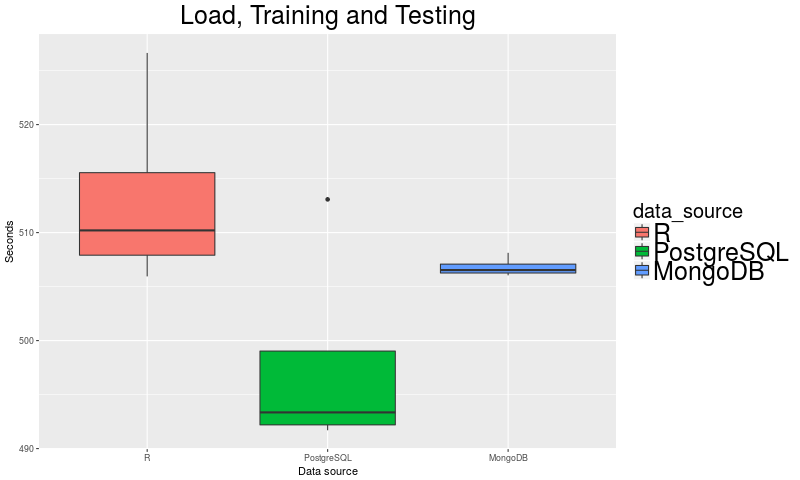 Load, Training and Testing
520
510
500
490
Seconds
R
PostgreSQL
MongoDB
Data source
data_source
R
PostgreSQL
MongoDB